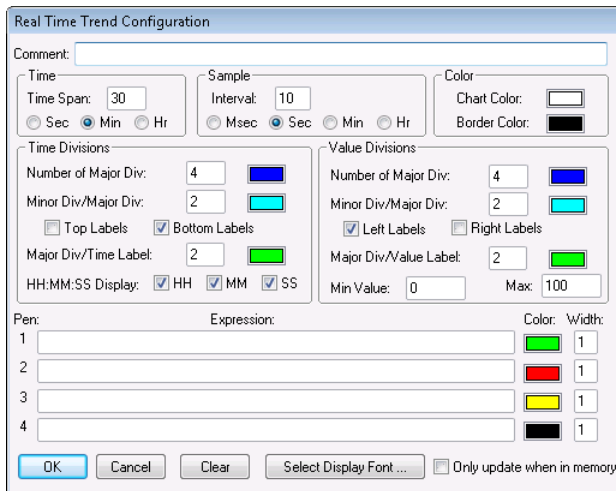 Real Time Trend Configuration
Comment:
Time
Sample
Color
Time Span: 30
Interval: 10
Chart Color:
Sec Min Hr
Msec Sec Min Hr
Border Color:
Time Divisions
Value Divisions
Number of Major Div: 4
Number of Major Div: 4
Minor Div/Major Div: 2
Minor Div/Major Div: 2
Top Labels Bottom Labels
Left Labels Right Labels
Major Div/Time Label: 2
Major Div/Value Label: 2
HH:MM:SS Display: HH MM SS
Min Value: 0 Max: 100
Pen: Expression: Color: Width:
1 1
2 1
3 1
4 1
OK Cancel Clear Select Display Font ... Only update when in memory